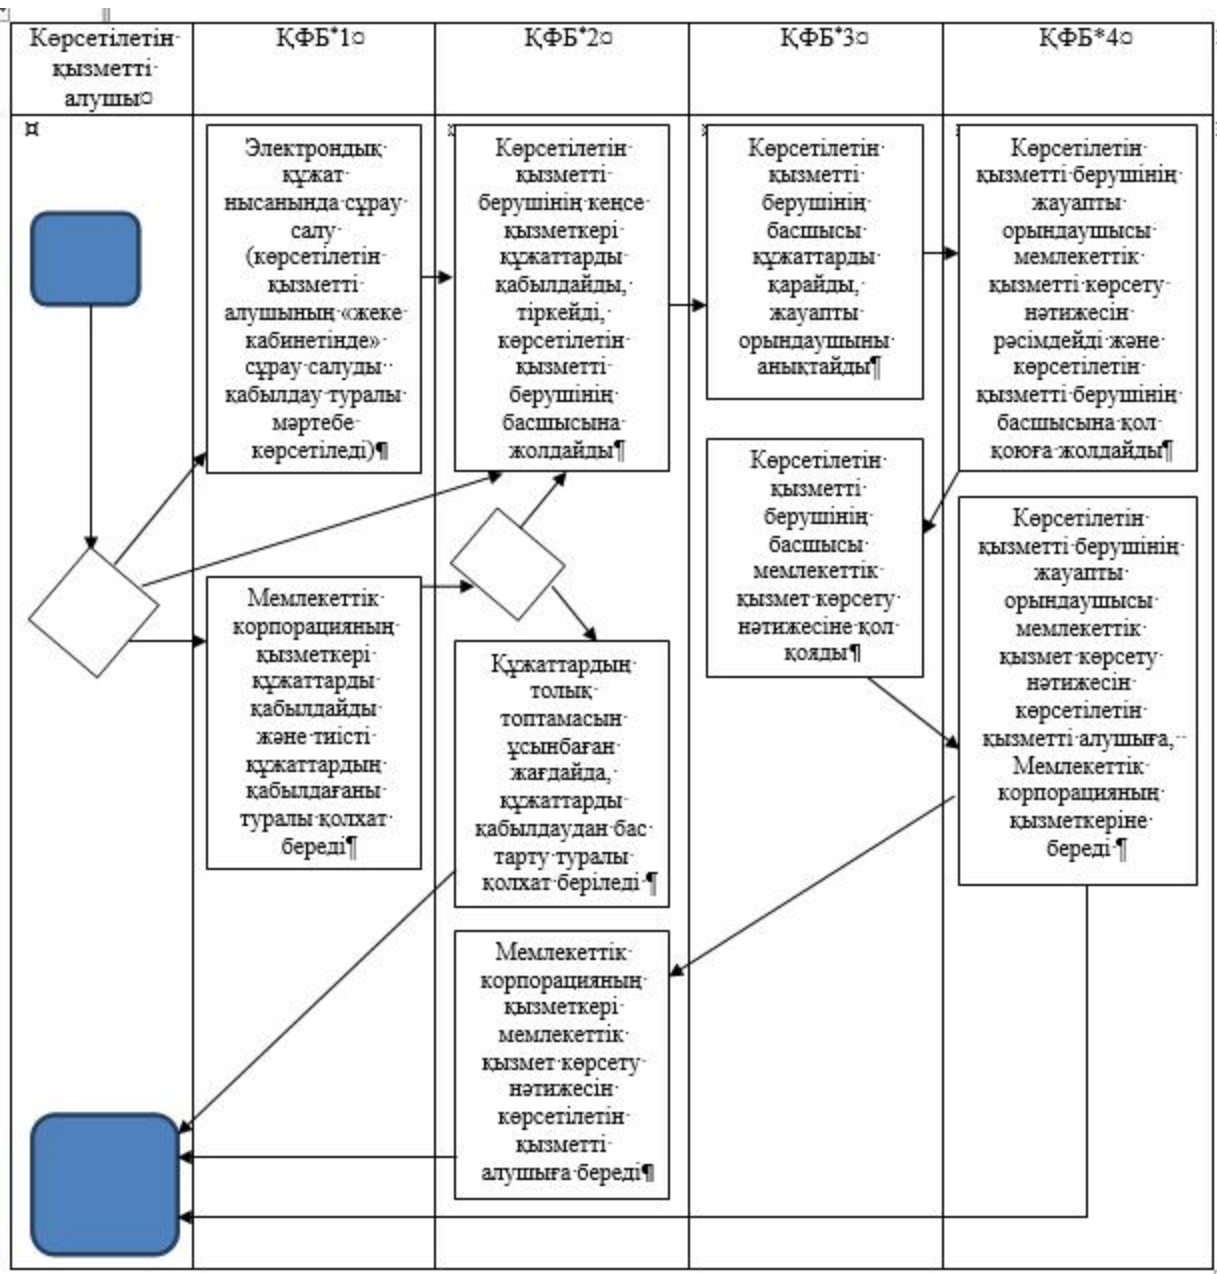 Көрсетілетін
қызметті
алушы
ҚФБ*1
ҚФБ*2
ҚФБ*3
ҚФБ*4
Электрондық
құжат
нысанында сұрау
салу
(көрсетілетін
қызметті
алушының «жеке
кабинетінде»
сұрау салуды
қабылдау туралы
мәртебе
көрсетіледі)¶
Мемлекеттік
корпорацияның
қызметкері
құжаттарды
қабылдайды
және тиісті
құжаттардың
қабылдағаны
туралы қолхат
береді¶
Көрсетілетін
қызметті
берушінің кеңсе
қызметкері
құжаттарды
қабылдайды,
тіркейді,
көрсетілетін
қызметті
берушінің
басшысына
жолдайды¶
Құжаттардың
толық
топтамасын
ұсынбаған
жағдайда,
құжаттарды
қабылдаудан бас
тарту туралы
қолхат беріледі ¶
Мемлекеттік
корпорацияның
қызметкері
мемлекеттік
қызмет көрсету
нәтижесін
көрсетілетін
қызметті
алушыға береді¶
Көрсетілетін
қызметті
берушінің
басшысы
құжаттарды
қарайды,
жауапты
орындаушыны
анықтайды¶
Көрсетілетін
қызметті
берушінің
басшысы
мемлекеттік
қызмет көрсету
нәтижесіне қол
қояды¶
Көрсетілетін
қызметті берушінің
жауапты
орындаушысы
мемлекеттік
қызметті көрсету
нәтижесін
рәсімдейді және
көрсетілетін
қызметті берушінің
басшысына қол
қоюға жолдайды¶
Көрсетілетін
қызметті берушінің
жауапты
орындаушысы
мемлекеттік
қызмет көрсету
нәтижесін
көрсетілетін
қызметті алушыға,
Мемлекеттік
корпорацияның
қызметкеріне
береді ¶